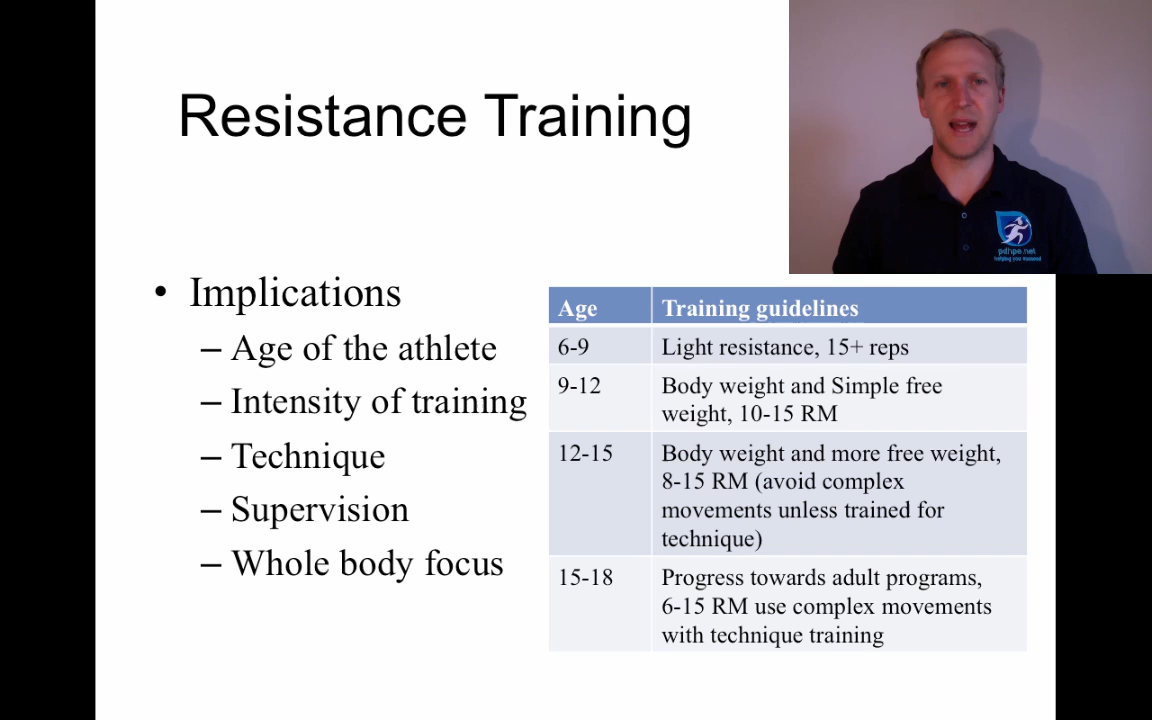 Resistance Training
pdhpe.net
helping you succeed
• Implications
– Age of the athlete
– Intensity of training
– Technique
– Supervision
– Whole body focus
Age Training guidelines
6-9 Light resistance, 15+ reps
9-12 Body weight and Simple free
weight, 10-15 RM
12-15 Body weight and more free weight,
8-15 RM (avoid complex
movements unless trained for
technique)
15-18 Progress towards adult programs,
6-15 RM use complex movements
with technique training